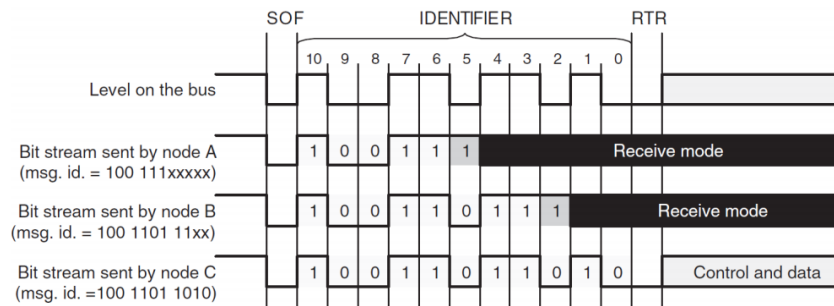 SOF IDENTIFIER RTR
10 9 8 7 6 5 4 3 2 1 0
Level on the bus
Bit stream sent by node A 1 0 0 1 1 1 Receive mode
(msg. id. = 100 111xxxxx)
Bit stream sent by node B 1 0 0 1 1 0 1 1 1 Receive mode
(msg. id. = 100 1101 11xx)
Bit stream sent by node C 1 0 0 1 1 0 1 1 0 1 0 Control and data
(msg. id. =100 1101 1010)